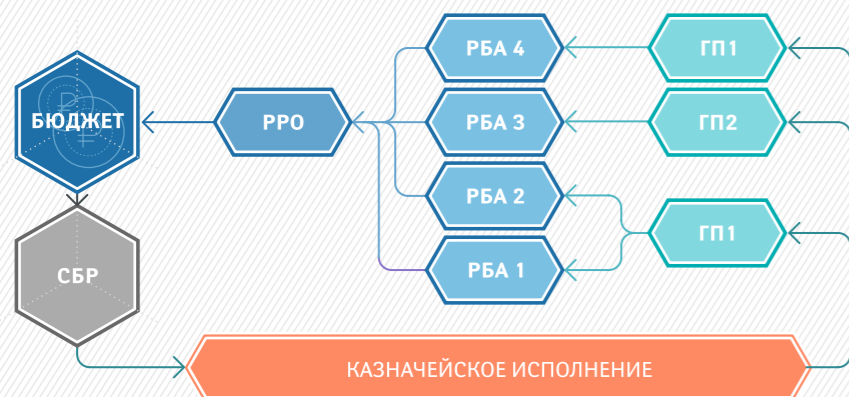 РБА 4
ГП1
БЮДЖЕТ
РРО
РБА 3
ГП2
РБА 2
ГП1
СБР
РБА 1
КАЗНАЧЕЙСКОЕ ИСПОЛНЕНИЕ